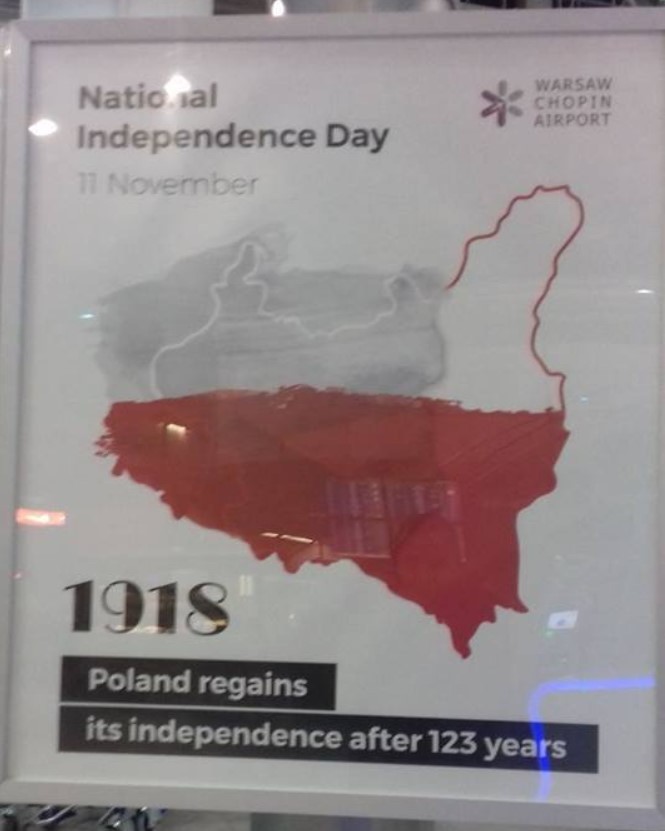 National
Independence Day
11 November
WARSAW
CHOPIN
AIRPORT
1918
Poland regains
its independence after 123 years